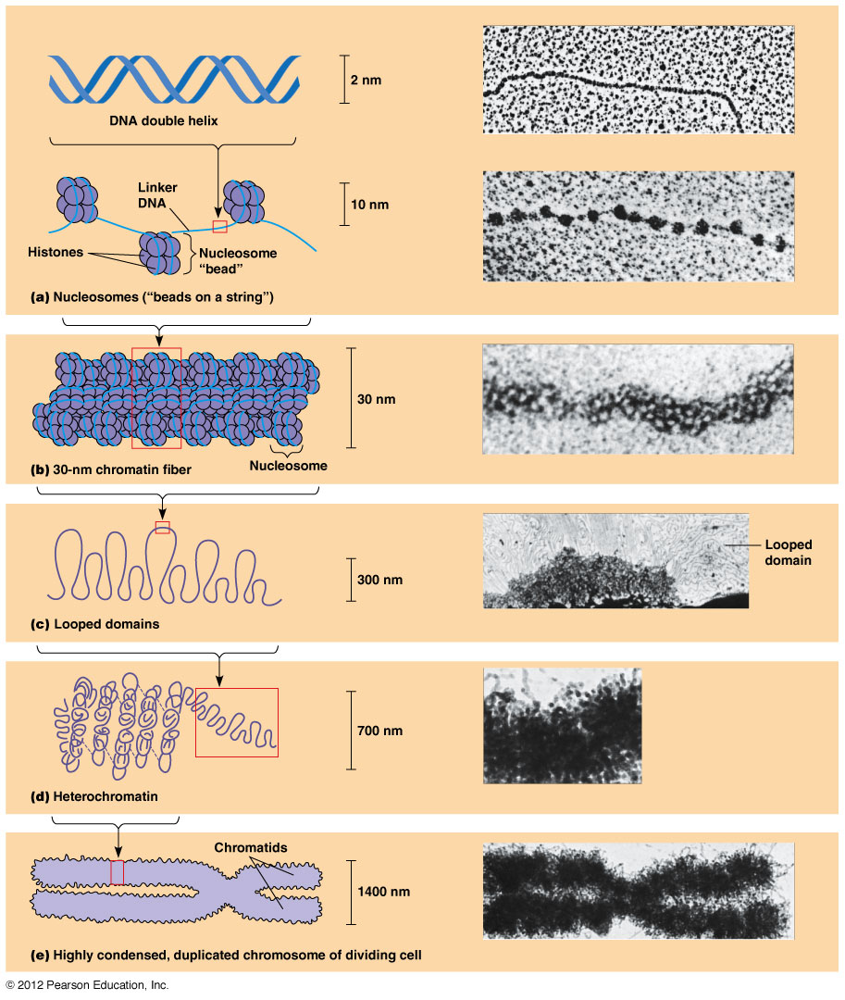 2 nm
DNA double helix
Linker
DNA
10 nm
Histones
Nucleosome
“bead”
(a) Nucleosomes (“beads on a string”)
30 nm
Nucleosome
(b) 30-nm chromatin fiber
Looped
domain
300 nm
(c) Looped domains
700 nm
(d) Heterochromatin
Chromatids
1400 nm
(e) Highly condensed, duplicated chromosome of dividing cell
© 2012 Pearson Education, Inc.